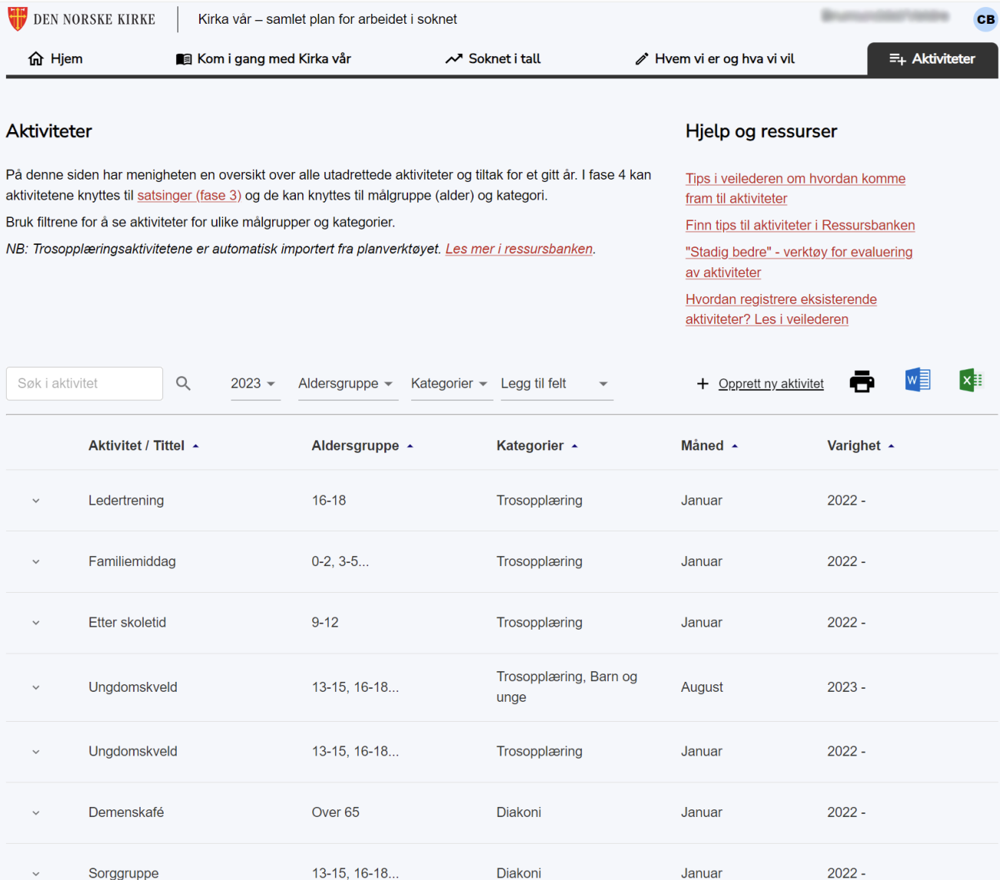 DEN NORSKE KIRKE
Kirka vår – samlet plan for arbeidet i soknet
CB
Hjem
Kom i gang med Kirka vår
Soknet i tall
Hvem vi er og hva vi vil
Aktiviteter
Aktiviteter
På denne siden har menigheten en oversikt over alle utadrettede aktiviteter og tiltak for et gitt år. I fase 4 kan
aktivitetene knyttes til satsinger (fase 3) og de kan knyttes til målgruppe (alder) og kategori.
Bruk filtrene for å se aktiviteter for ulike målgrupper og kategorier.
NB: Trosopplæringsaktivitetene er automatisk importert fra planverktøyet. Les mer i ressursbanken.
Hjelp og ressurser
Tips i veilederen om hvordan komme
fram til aktiviteter
Finn tips til aktiviteter i Ressursbanken
"Stadig bedre" - verktøy for evaluering
av aktiviteter
Hvordan registrere eksisterende
aktiviteter? Les i veilederen
Søk i aktivitet
2023
Aldersgruppe
Kategorier
Legg til felt
+ Opprett ny aktivitet
W
X
Aktivitet / Tittel
Aldersgruppe
Kategorier
Måned
Varighet
Ledertrening
16-18
Trosopplæring
Januar
2022 -
Familiemiddag
0-2, 3-5...
Trosopplæring
Januar
2022 -
Etter skoletid
9-12
Trosopplæring
Januar
2022 -
Ungdomskveld
13-15, 16-18...
Trosopplæring, Barn og
unge
August
2023 -
Ungdomskveld
13-15, 16-18...
Trosopplæring
Januar
2022 -
Demenskafé
Over 65
Diakoni
Januar
2022 -
Sorggruppe
13-15, 16-18...
Diakoni
Januar
2022 -